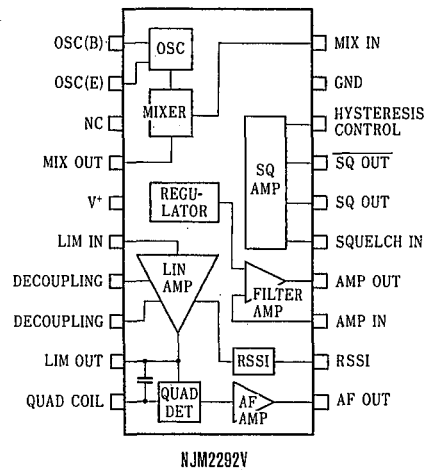 OSC(B)
OSC(E)
NC
MIX OUT
V+
LIM IN
DECOUPLING
DECOUPLING
LIM OUT
QUAD COIL
OSC
MIXER
REGU-
LATOR
LIN
AMP
QUAD
DET
RSSI
AF
AMP
FILTER
AMP
SQ
AMP
MIX IN
GND
HYSTERESIS
CONTROL
SQ OUT
SQ OUT
SQUELCH IN
AMP OUT
AMP IN
RSSI
AF OUT
NJM2292V